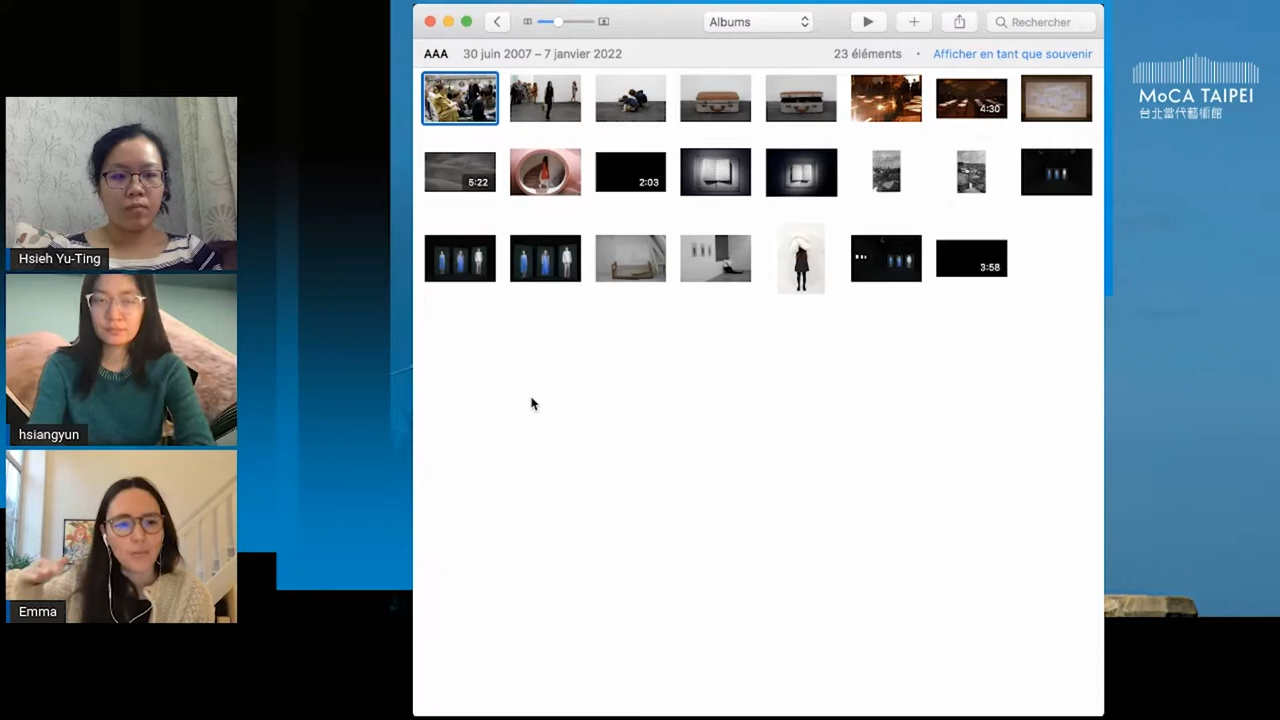 Albums
Rechercher
AAA 30 juin 2007 – 7 janvier 2022
23 éléments · Afficher en tant que souvenir
4:30
5:22
2:03
3:58
Hsieh Yu-Ting
hsiangyun
Emma
MoCA TAIPEI
台北當代藝術館